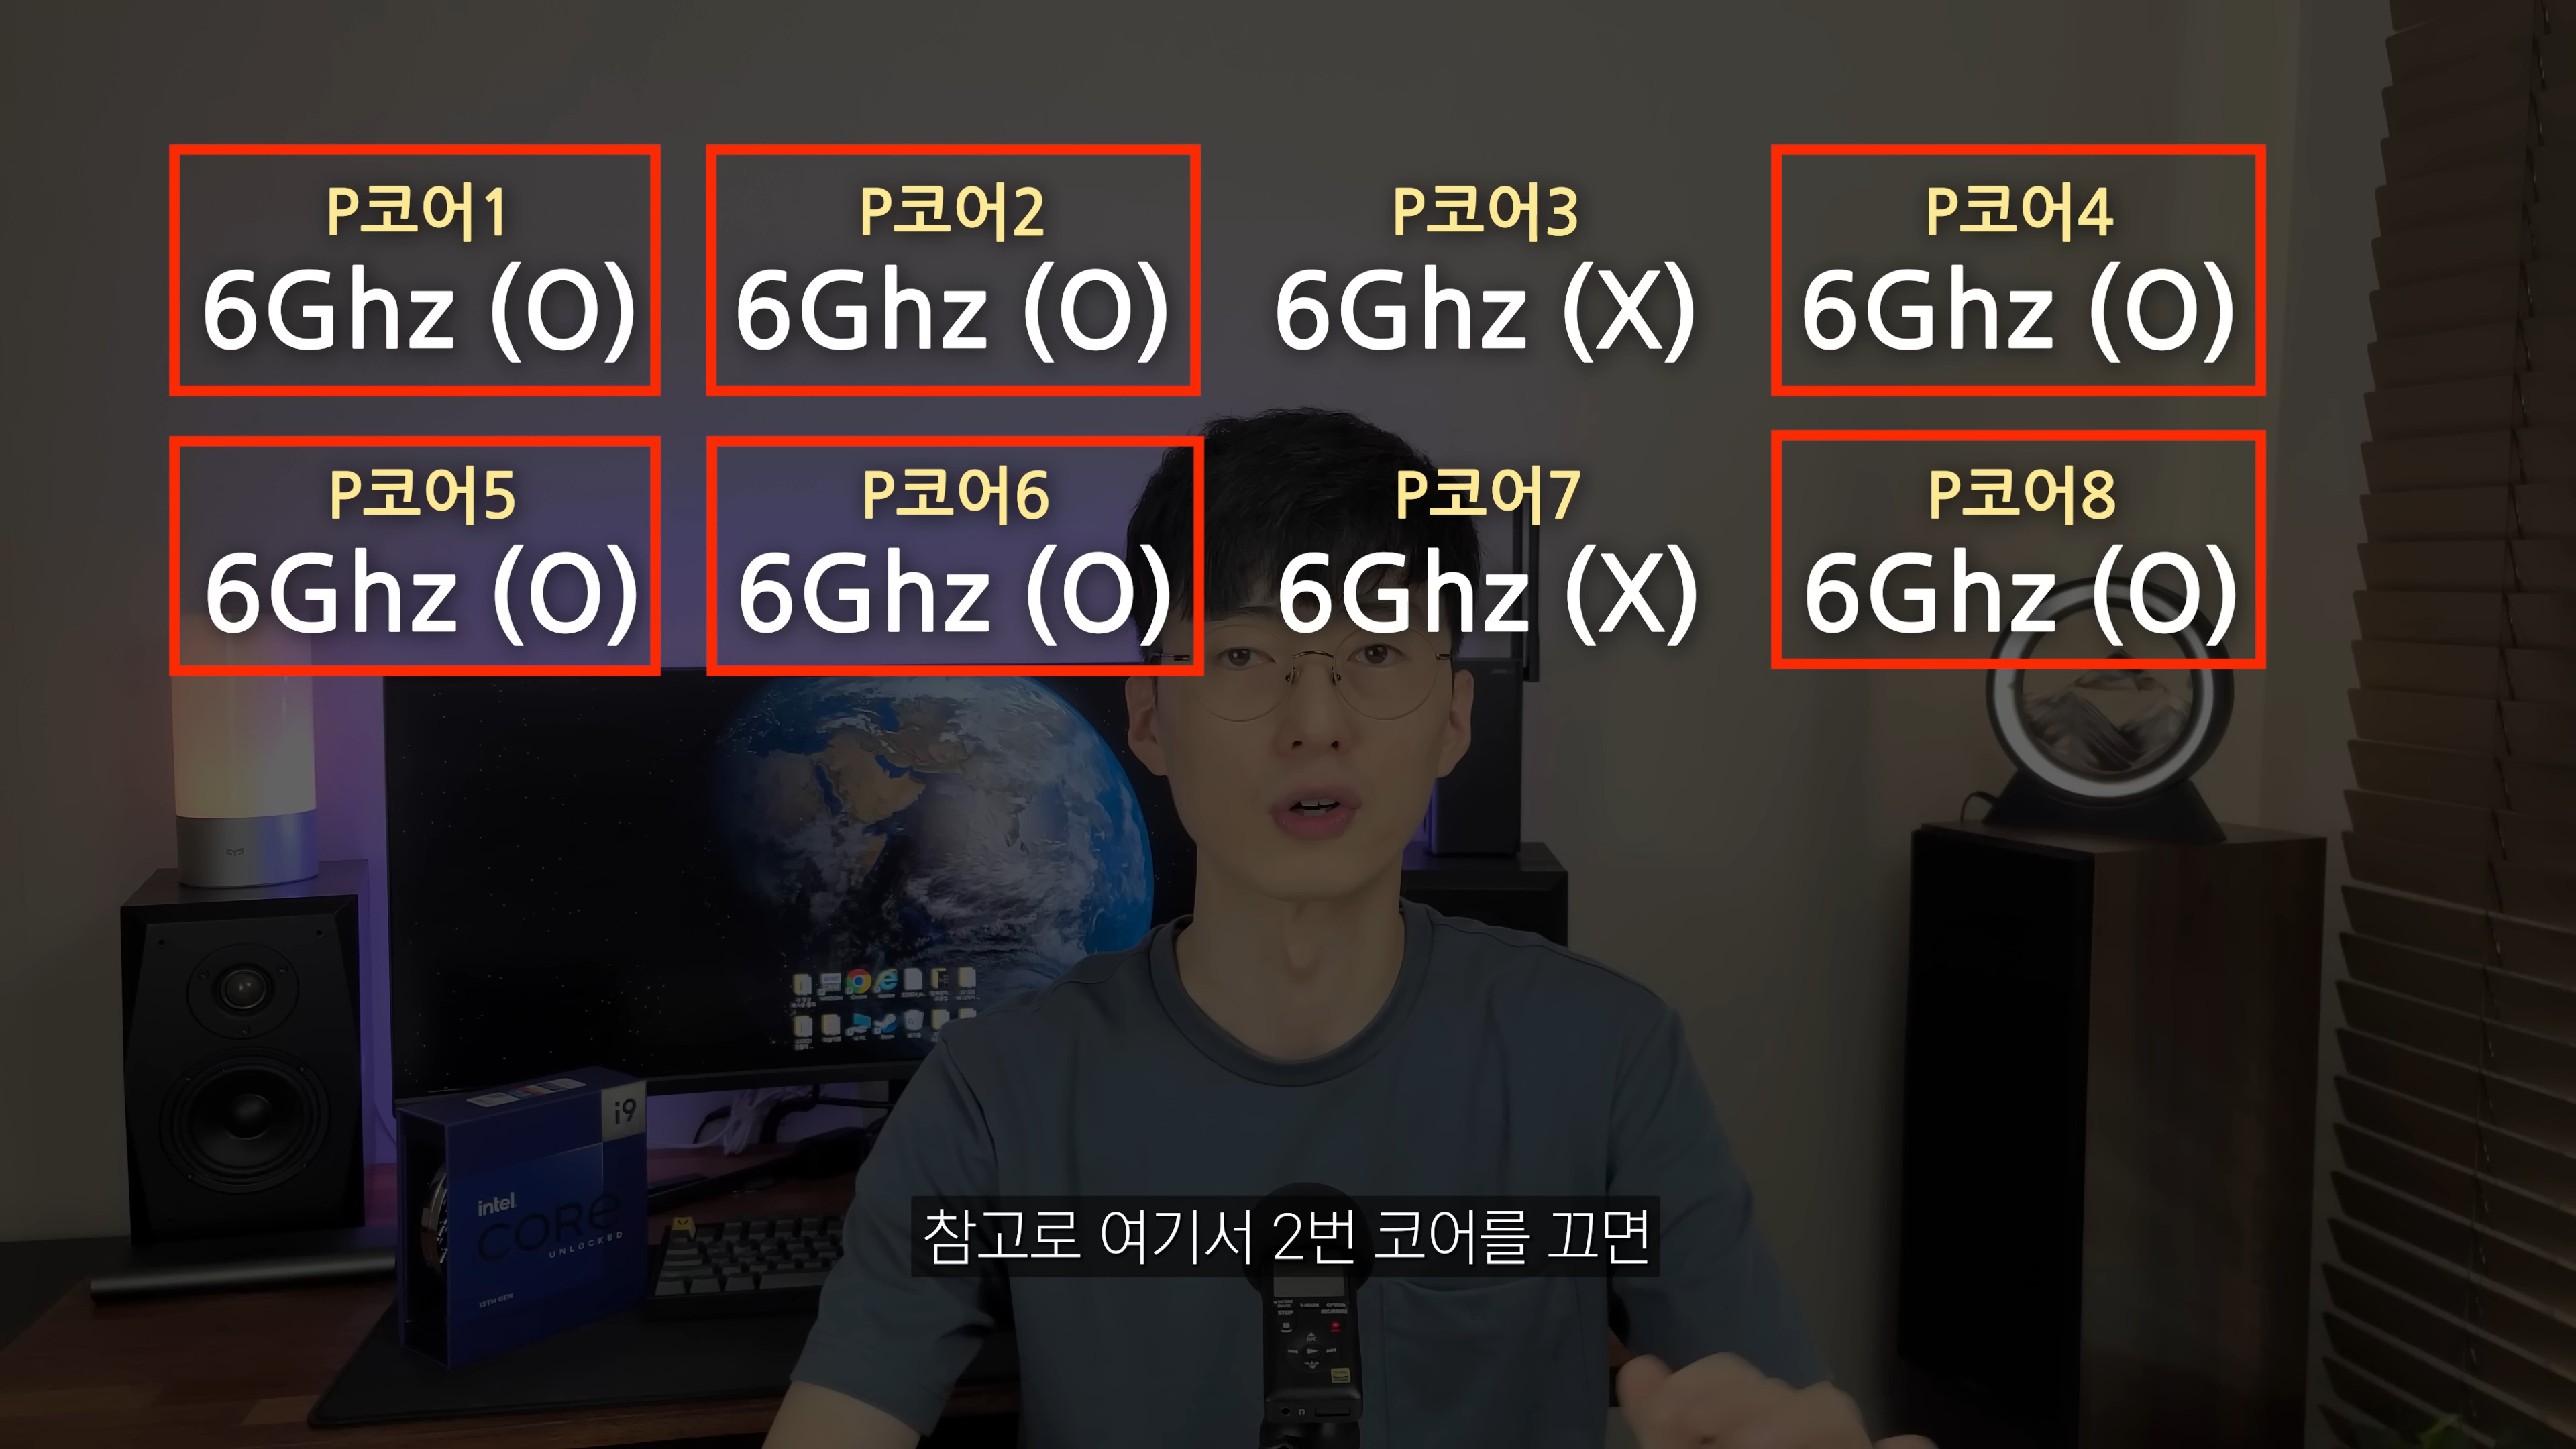 P코어1
6Ghz (O)
P코어2
6Ghz (O)
P코어3
6Ghz (X)
P코어4
6Ghz (O)
P코어5
6Ghz (O)
P코어6
6Ghz (O)
P코어7
6Ghz (X)
P코어8
6Ghz (O)
i9
intel.
CORE
UNLOCKED
13TH GEN
참고로 여기서 2번 코어를 끄면